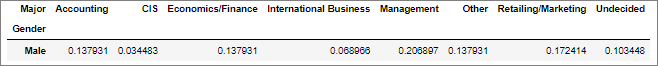 Major Accounting CIS Economics/Finance International Business Management Other Retailing/Marketing Undecided
Gender
Male 0.137931 0.034483 0.137931 0.068966 0.206897 0.137931 0.172414 0.103448